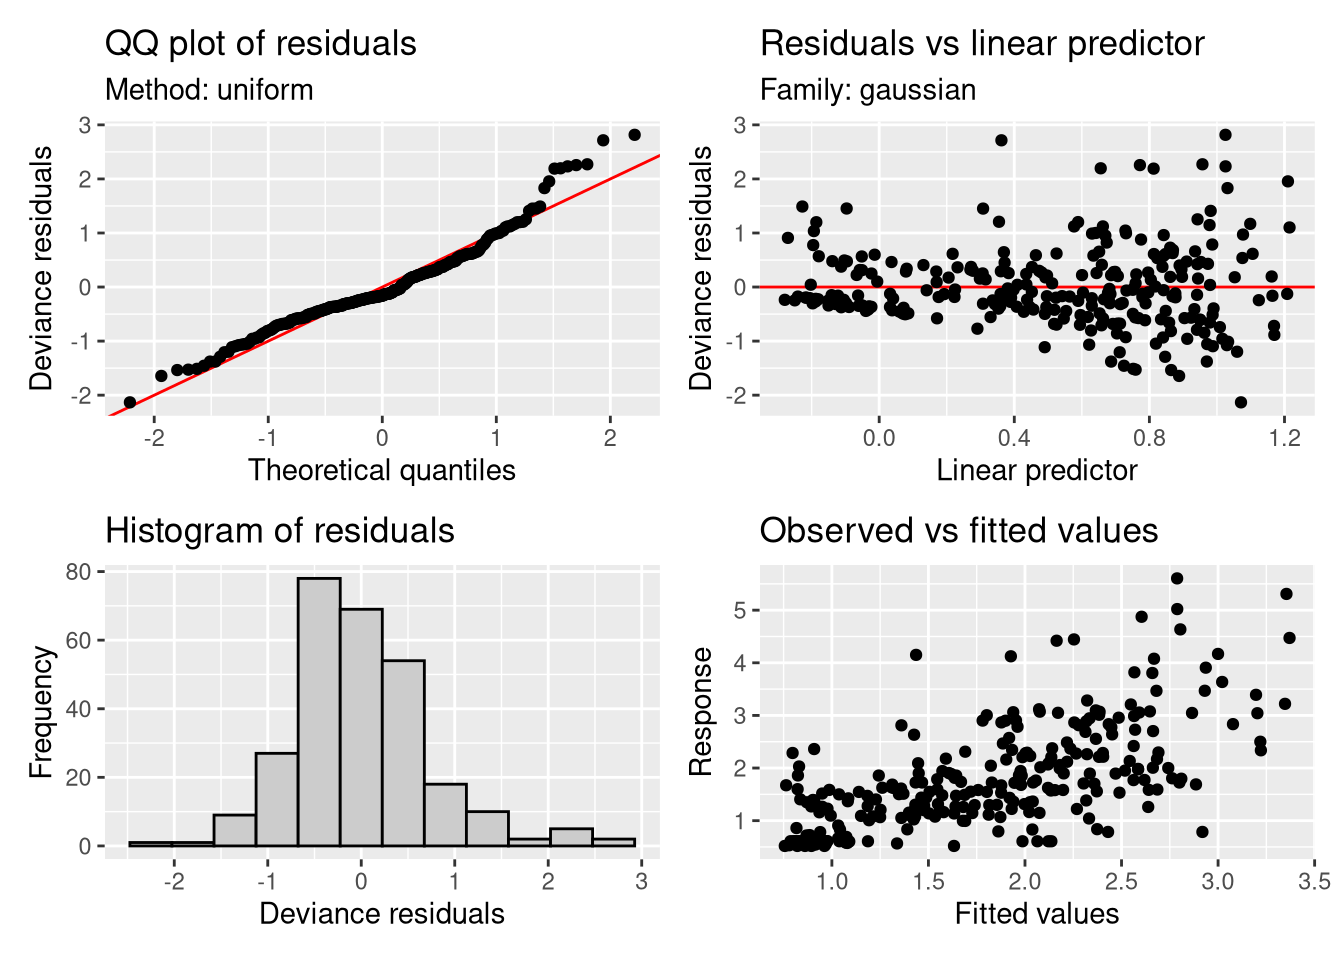 QQ plot of residuals
Method: uniform
3
2
1
0
-1
-2
Deviance residuals
-2 -1 0 1 2
Theoretical quantiles
Residuals vs linear predictor
Family: gaussian
3
2
1
0
-1
-2
Deviance residuals
0.0 0.4 0.8 1.2
Linear predictor
Histogram of residuals
80
60
40
20
0
Frequency
-2 -1 0 1 2 3
Deviance residuals
Observed vs fitted values
5
4
3
2
1
Response
1.0 1.5 2.0 2.5 3.0 3.5
Fitted values